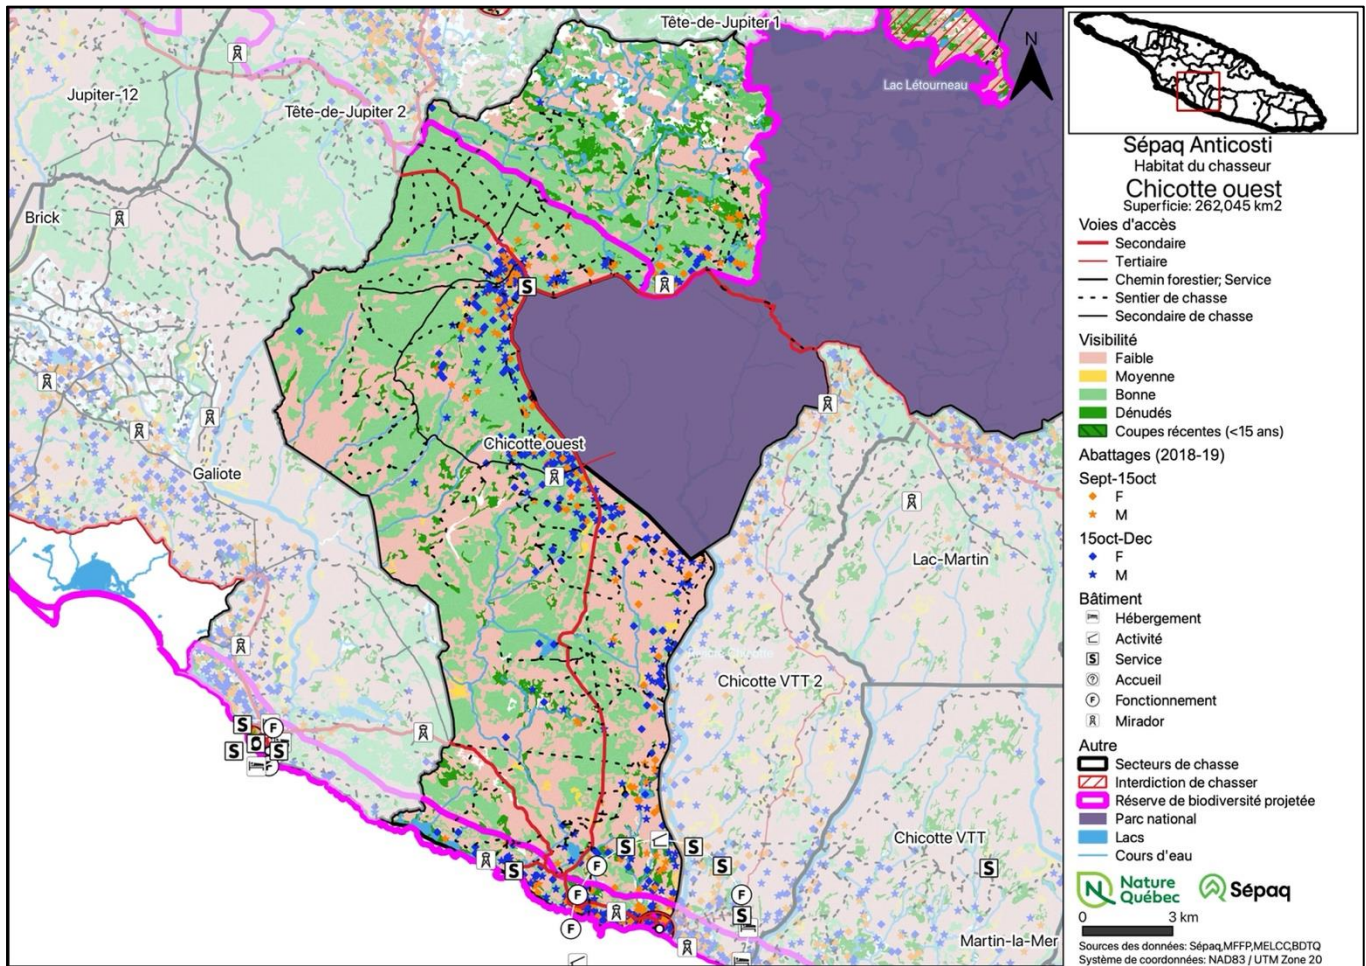 Tête-de-Jupiter 1
Jupiter-12
Tête-de-Jupiter 2
Lac Létourneau
N
Brick
S
Chicotte ouest
Galiote
Lac-Martin
Chicotte VTT 2
S
F
S
S
F
S
S
S
S
F
F
F
F
S
Chicotte VTT
S
Martin-la-Mer
Sépaq Anticosti
Habitat du chasseur
Chicotte ouest
Superficie: 262,045 km2
Voies d'accès
Secondaire
Tertiaire
Chemin forestier; Service
Sentier de chasse
Secondaire de chasse
Visibilité
Faible
Moyenne
Bonne
Dénudés
Coupes récentes (<15 ans)
Abattages (2018-19)
Sept-15oct
F
M
15oct-Dec
F
M
Bâtiment
Hébergement
Activité
S Service
? Accueil
F Fonctionnement
Mirador
Autre
Secteurs de chasse
Interdiction de chasser
Réserve de biodiversité projetée
Parc national
Lacs
Cours d'eau
N Nature Québec
Sépaq
0 3 km
Sources des données: Sépaq,MFFP,MELCC,BDTQ
Système de coordonnées: NAD83 / UTM Zone 20